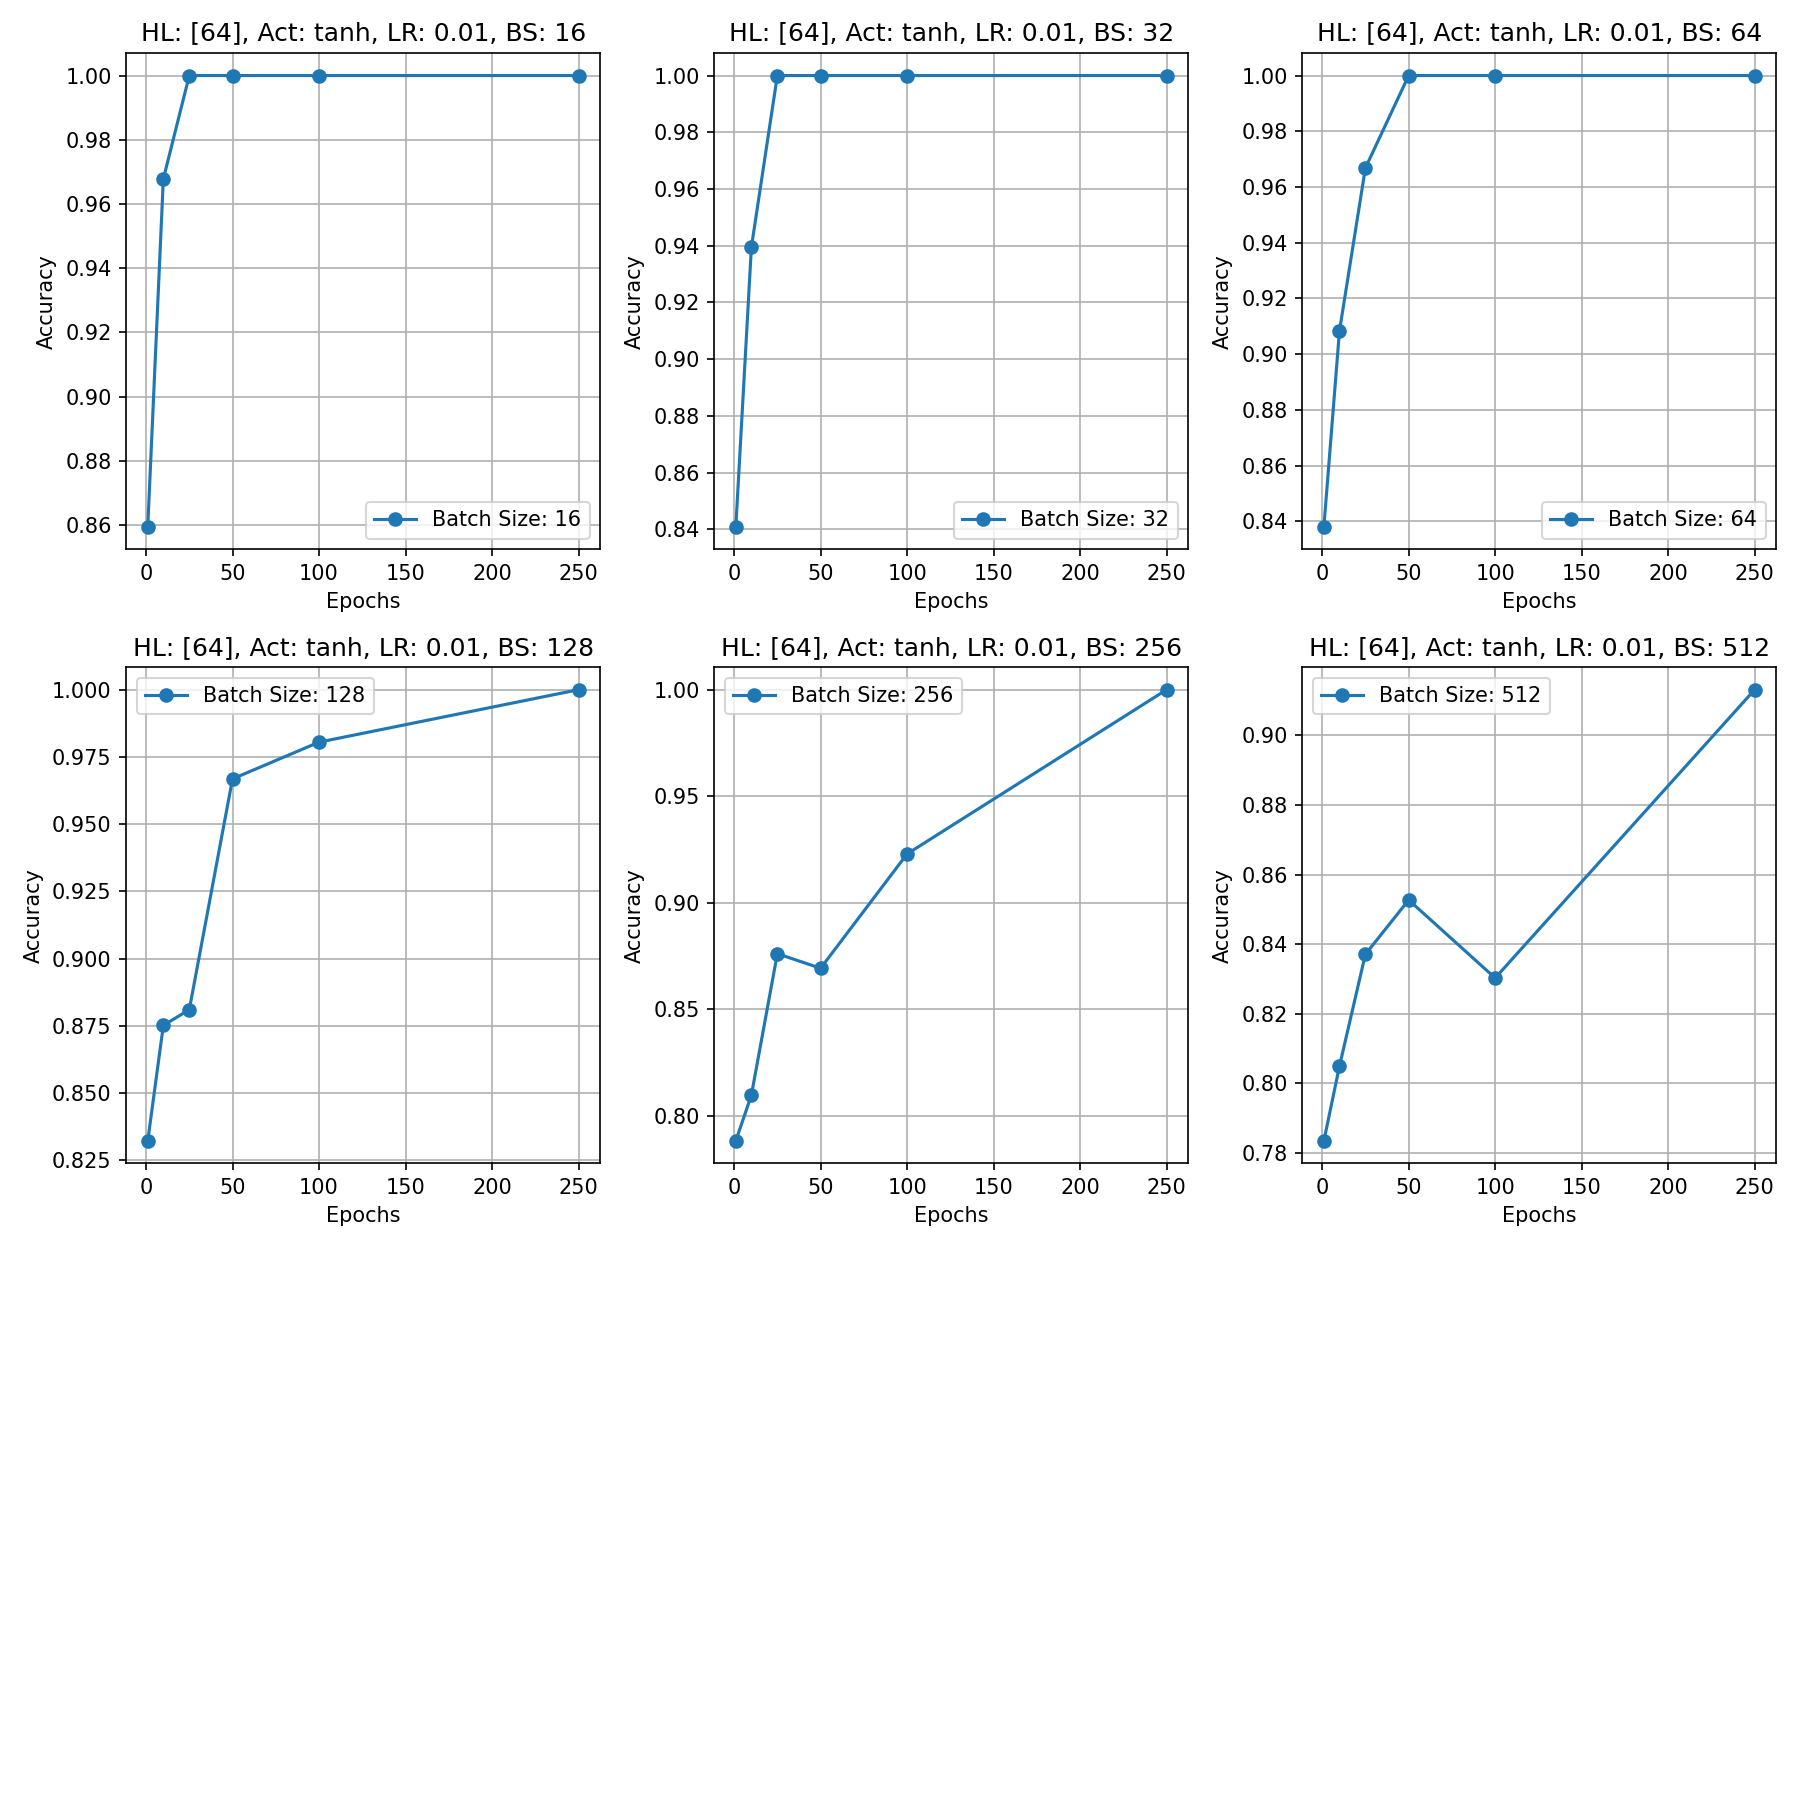 HL: [64], Act: tanh, LR: 0.01, BS: 16
1.00
0.98
0.96
0.94
0.92
0.90
0.88
0.86
Accuracy
Batch Size: 16
0 50 100 150 200 250
Epochs
HL: [64], Act: tanh, LR: 0.01, BS: 32
1.00
0.98
0.96
0.94
0.92
0.90
0.88
0.86
0.84
Accuracy
Batch Size: 32
0 50 100 150 200 250
Epochs
HL: [64], Act: tanh, LR: 0.01, BS: 64
1.00
0.98
0.96
0.94
0.92
0.90
0.88
0.86
0.84
Accuracy
Batch Size: 64
0 50 100 150 200 250
Epochs
HL: [64], Act: tanh, LR: 0.01, BS: 128
Batch Size: 128
1.000
0.975
0.950
0.925
0.900
0.875
0.850
0.825
Accuracy
0 50 100 150 200 250
Epochs
HL: [64], Act: tanh, LR: 0.01, BS: 256
Batch Size: 256
1.00
0.95
0.90
0.85
0.80
Accuracy
0 50 100 150 200 250
Epochs
HL: [64], Act: tanh, LR: 0.01, BS: 512
Batch Size: 512
0.90
0.88
0.86
0.84
0.82
0.80
0.78
Accuracy
0 50 100 150 200 250
Epochs